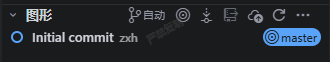 图形 自动
Initial commit zxh master